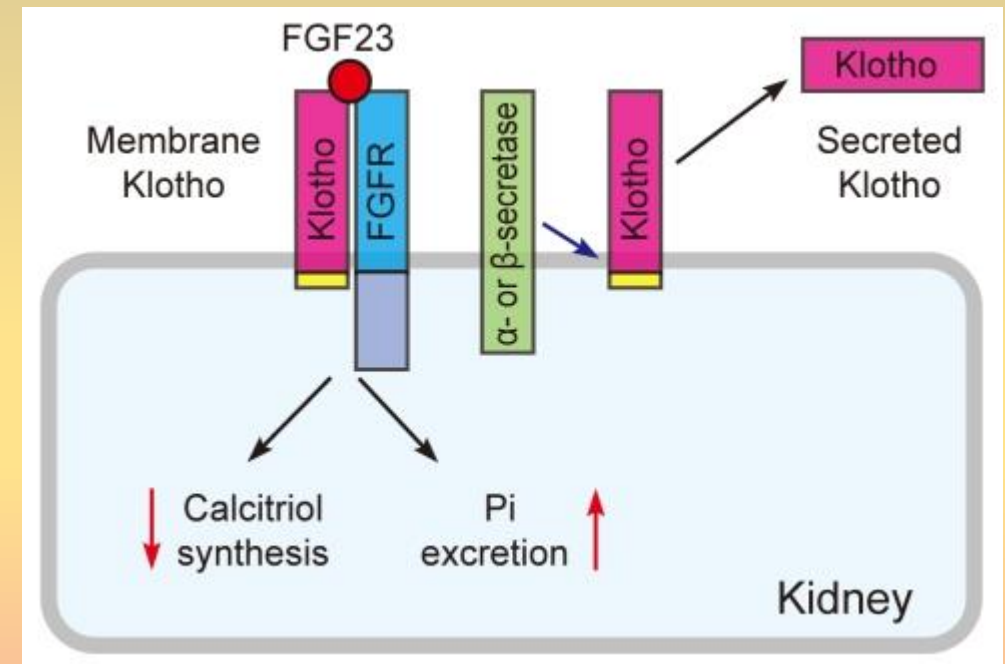 FGF23
Membrane
Klotho
Klotho
FGFR
α- or β-secretase
Klotho
Klotho
Secreted
Klotho
Calcitriol
synthesis
Pi
excretion
Kidney